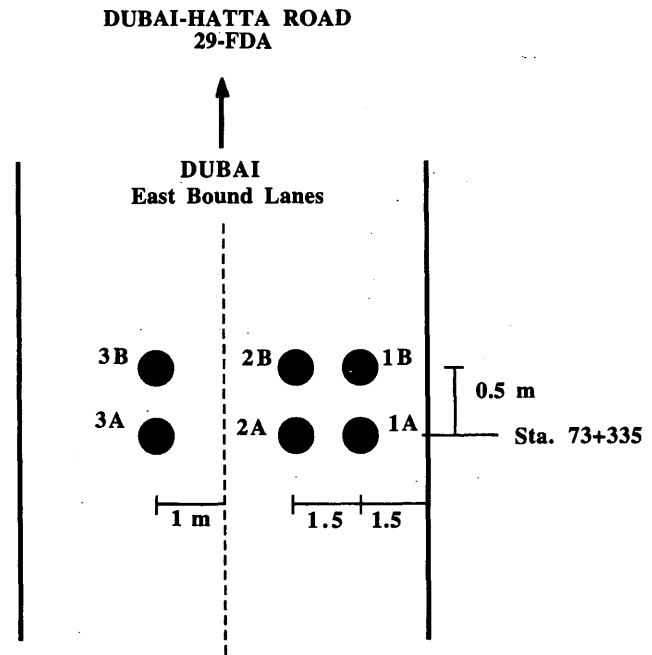 DUBAI-HATTA ROAD
29-FDA
DUBAI
East Bound Lanes
3B 2B 1B
0.5 m
3A 2A 1A
Sta. 73+335
1 m 1.5 1.5